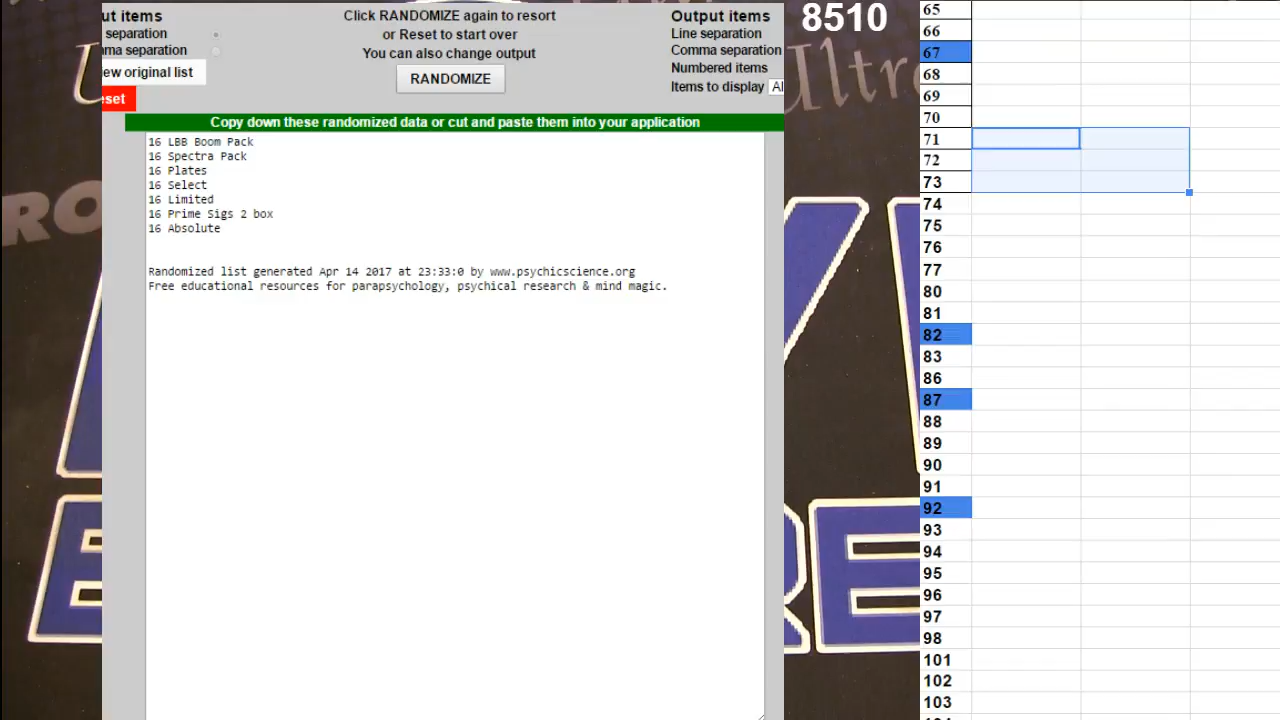 ut items
separation
mma separation
ew original list
set
Click RANDOMIZE again to resort
or Reset to start over
You can also change output
RANDOMIZE
Output items
Line separation
Comma separation
Numbered items
Items to display
Copy down these randomized data or cut and paste them into your application
16 LBB Boom Pack
16 Spectra Pack
16 Plates
16 Select
16 Limited
16 Prime Sigs 2 box
16 Absolute
Randomized list generated Apr 14 2017 at 23:33:0 by www.psychicscience.org
Free educational resources for parapsychology, psychical research & mind magic.
8510
65
66
67
68
69
70
71
72
73
74
75
76
77
80
81
82
83
86
87
88
89
90
91
92
93
94
95
96
97
98
101
102
103